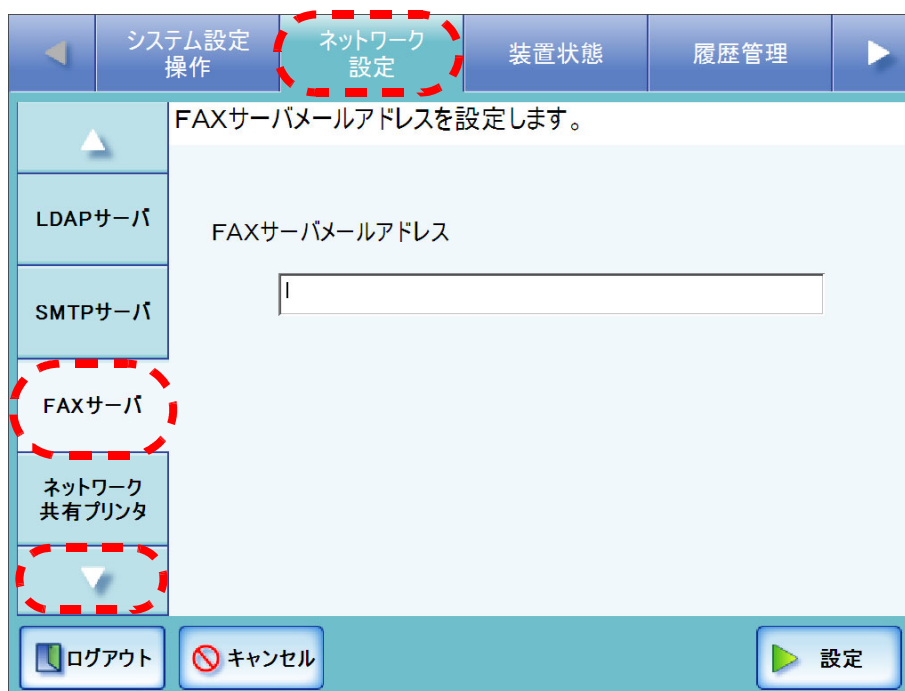 システム設定
操作
ネットワーク
設定
装置状態
履歴管理
FAXサーバメールアドレスを設定します。
LDAPサーバ
SMTPサーバ
FAXサーバ
ネットワーク
共有プリンタ
FAXサーバメールアドレス
ログアウト
キャンセル
設定